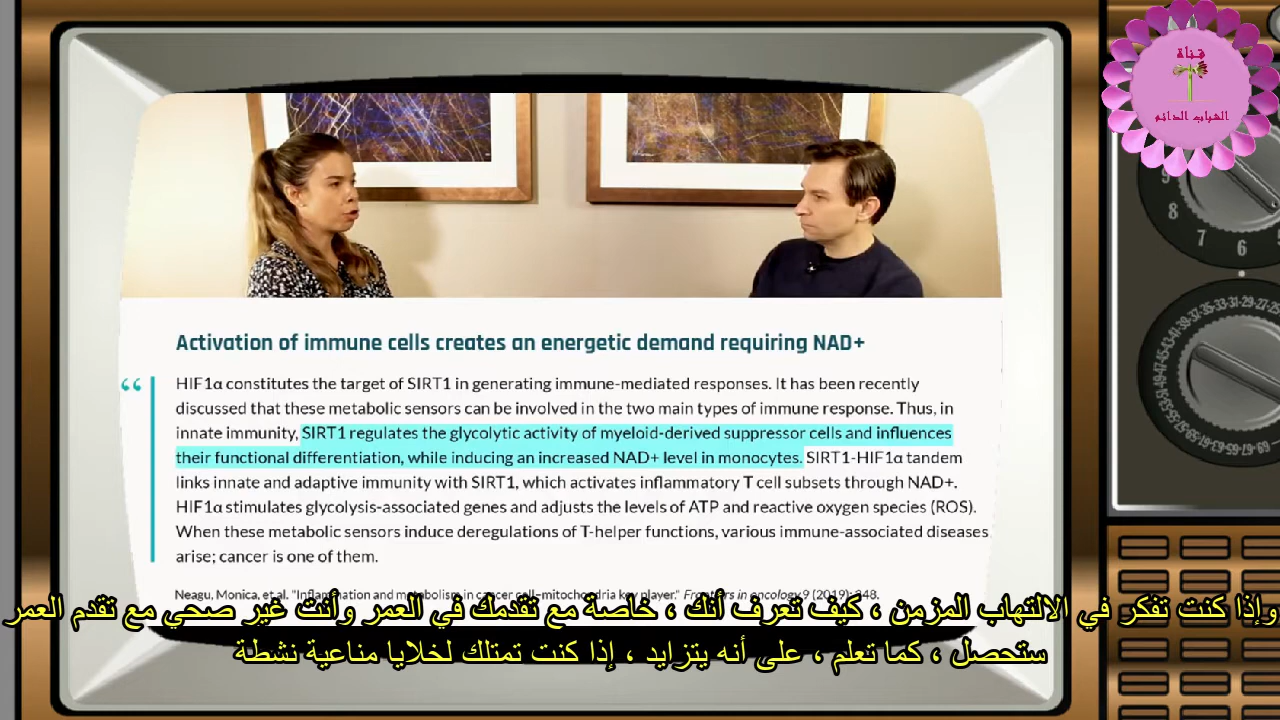 قناة
الشباب الدائم
8
7
6
Activation of immune cells creates an energetic demand requiring NAD+
“
HIF1α constitutes the target of SIRT1 in generating immune-mediated responses. It has been recently
discussed that these metabolic sensors can be involved in the two main types of immune response. Thus, in
innate immunity, SIRT1 regulates the glycolytic activity of myeloid-derived suppressor cells and influences
their functional differentiation, while inducing an increased NAD+ level in monocytes. SIRT1-HIF1α tandem
links innate and adaptive immunity with SIRT1, which activates inflammatory T cell subsets through NAD+.
HIF1α stimulates glycolysis-associated genes and adjusts the levels of ATP and reactive oxygen species (ROS).
When these metabolic sensors induce deregulations of T-helper functions, various immune-associated diseases
arise; cancer is one of them.
Neagu, Monica, et al. "Inflammation and metabolism in cancer cell–mitochondria key player." Frontiers in oncology 9 (2019): 348.
وإذا كنت تفكر في الالتهاب المزمن ، كيف تعرف أنك ، خاصة مع تقدمك في العمر وأنت غير صحي مع تقدم العمر
ستحصل ، كما تعلم ، على أنه يتزايد ، إذا كنت تمتلك لخلايا مناعية نشطة